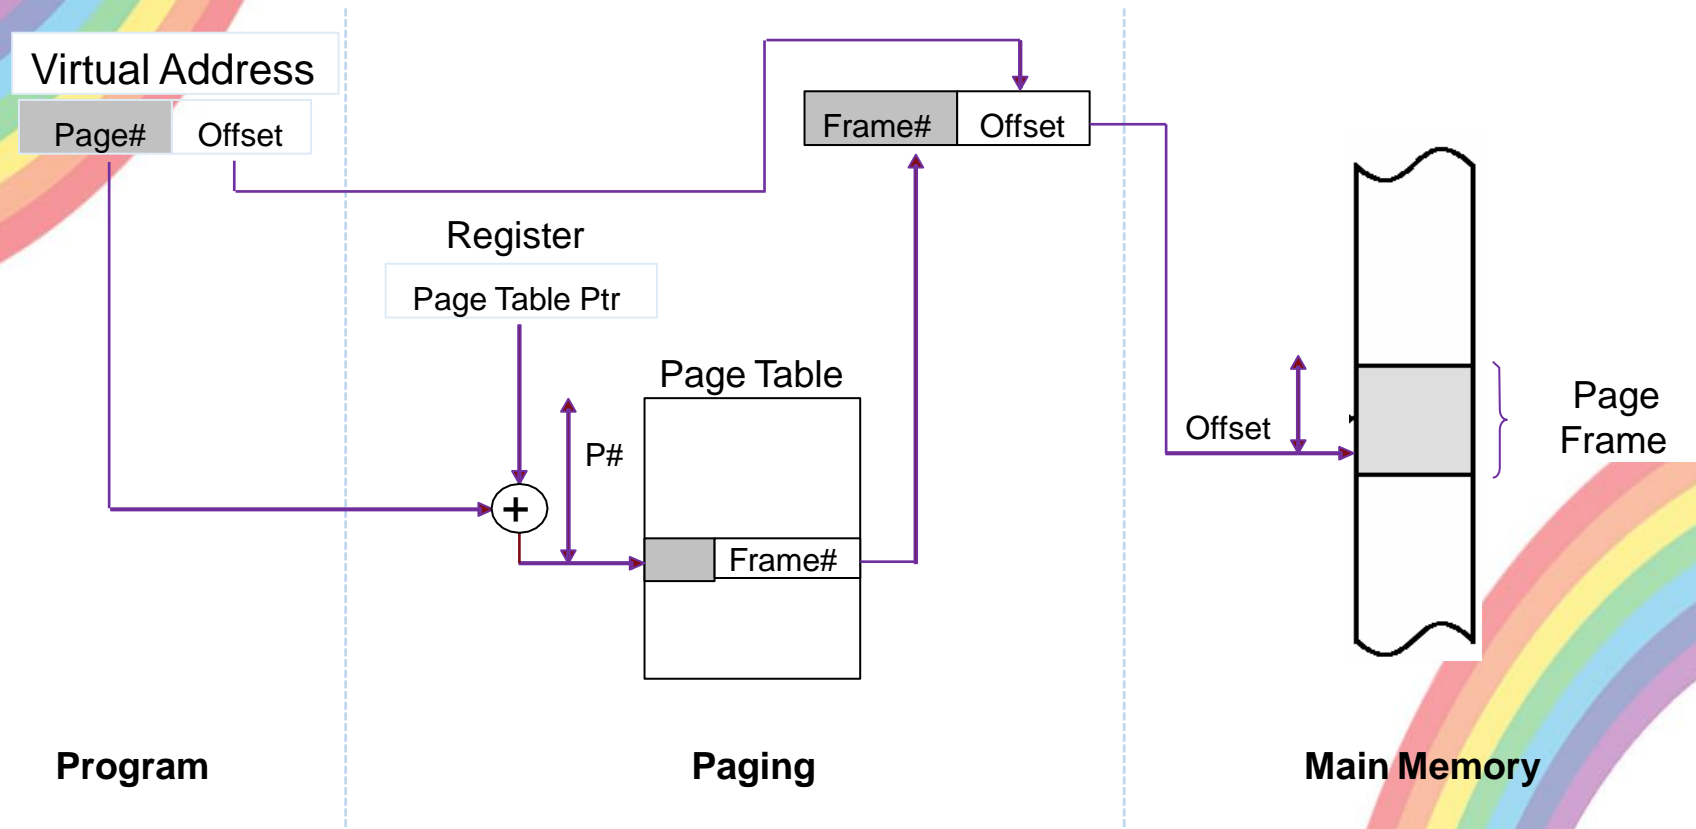 Virtual Address
Page# Offset
Frame# Offset
Register
Page Table Ptr
Page Table
P#
+
Frame#
Offset
Page
Frame
Program
Paging
Main Memory